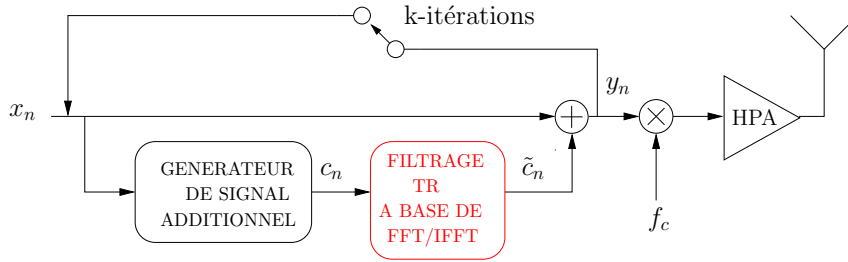 k-itérations
x_n
y_n
HPA
GENERATEUR
DE SIGNAL
ADDITIONNEL
c_n
FILTRAGE
TR
A BASE DE
FFT/IFFT
c̃_n
f_c